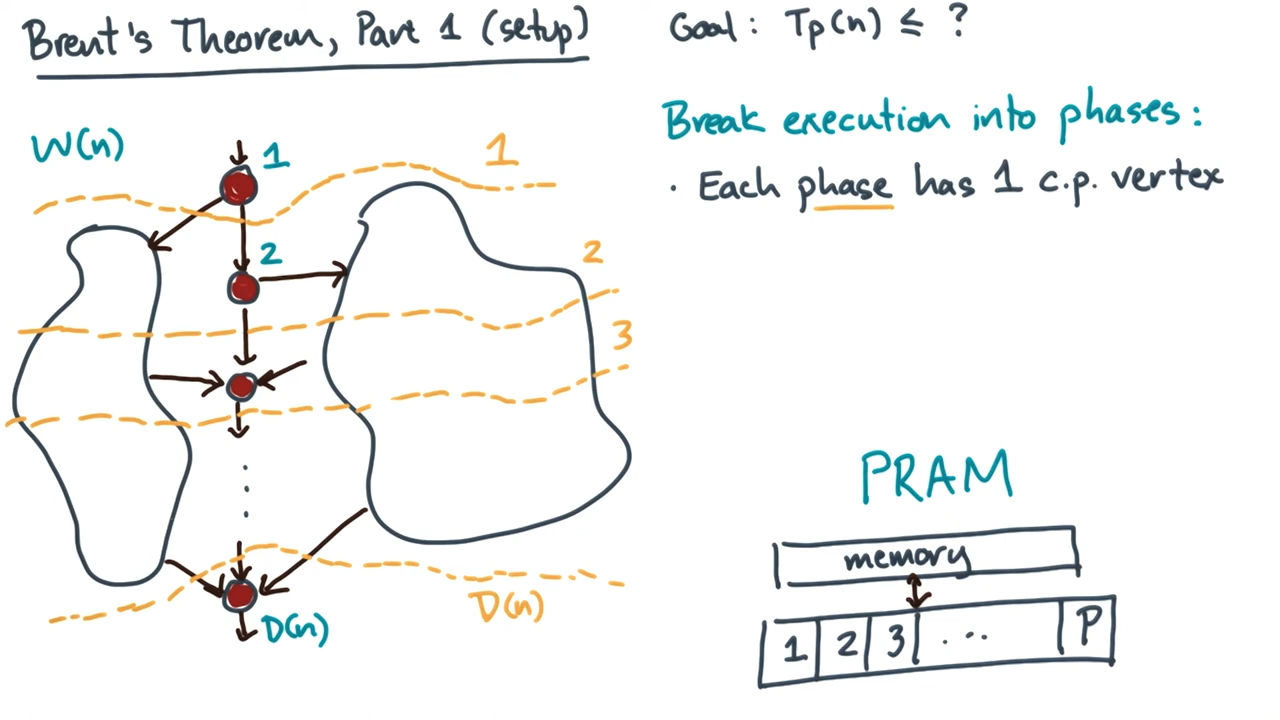 Brent's Theorem, Part 1 (setup)
Goal: Tp(n) ≤ ?
Break execution into phases:
· Each phase has 1 c.p. vertex
W(n)
1
1
2
2
3
D(n)
D(n)
PRAM
memory
1 2 3 ... P